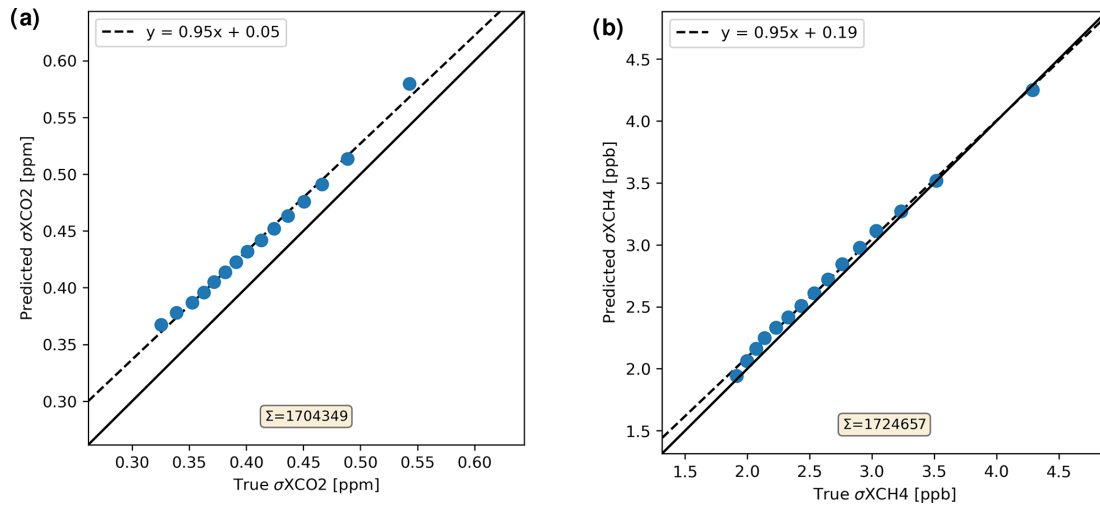 (a)
y = 0.95x + 0.05
0.60
0.55
0.50
0.45
0.40
0.35
0.30
Predicted σXCO2 [ppm]
Σ=1704349
0.30 0.35 0.40 0.45 0.50 0.55 0.60
True σXCO2 [ppm]
(b)
y = 0.95x + 0.19
4.5
4.0
3.5
3.0
2.5
2.0
1.5
Predicted σXCH4 [ppb]
Σ=1724657
1.5 2.0 2.5 3.0 3.5 4.0 4.5
True σXCH4 [ppb]